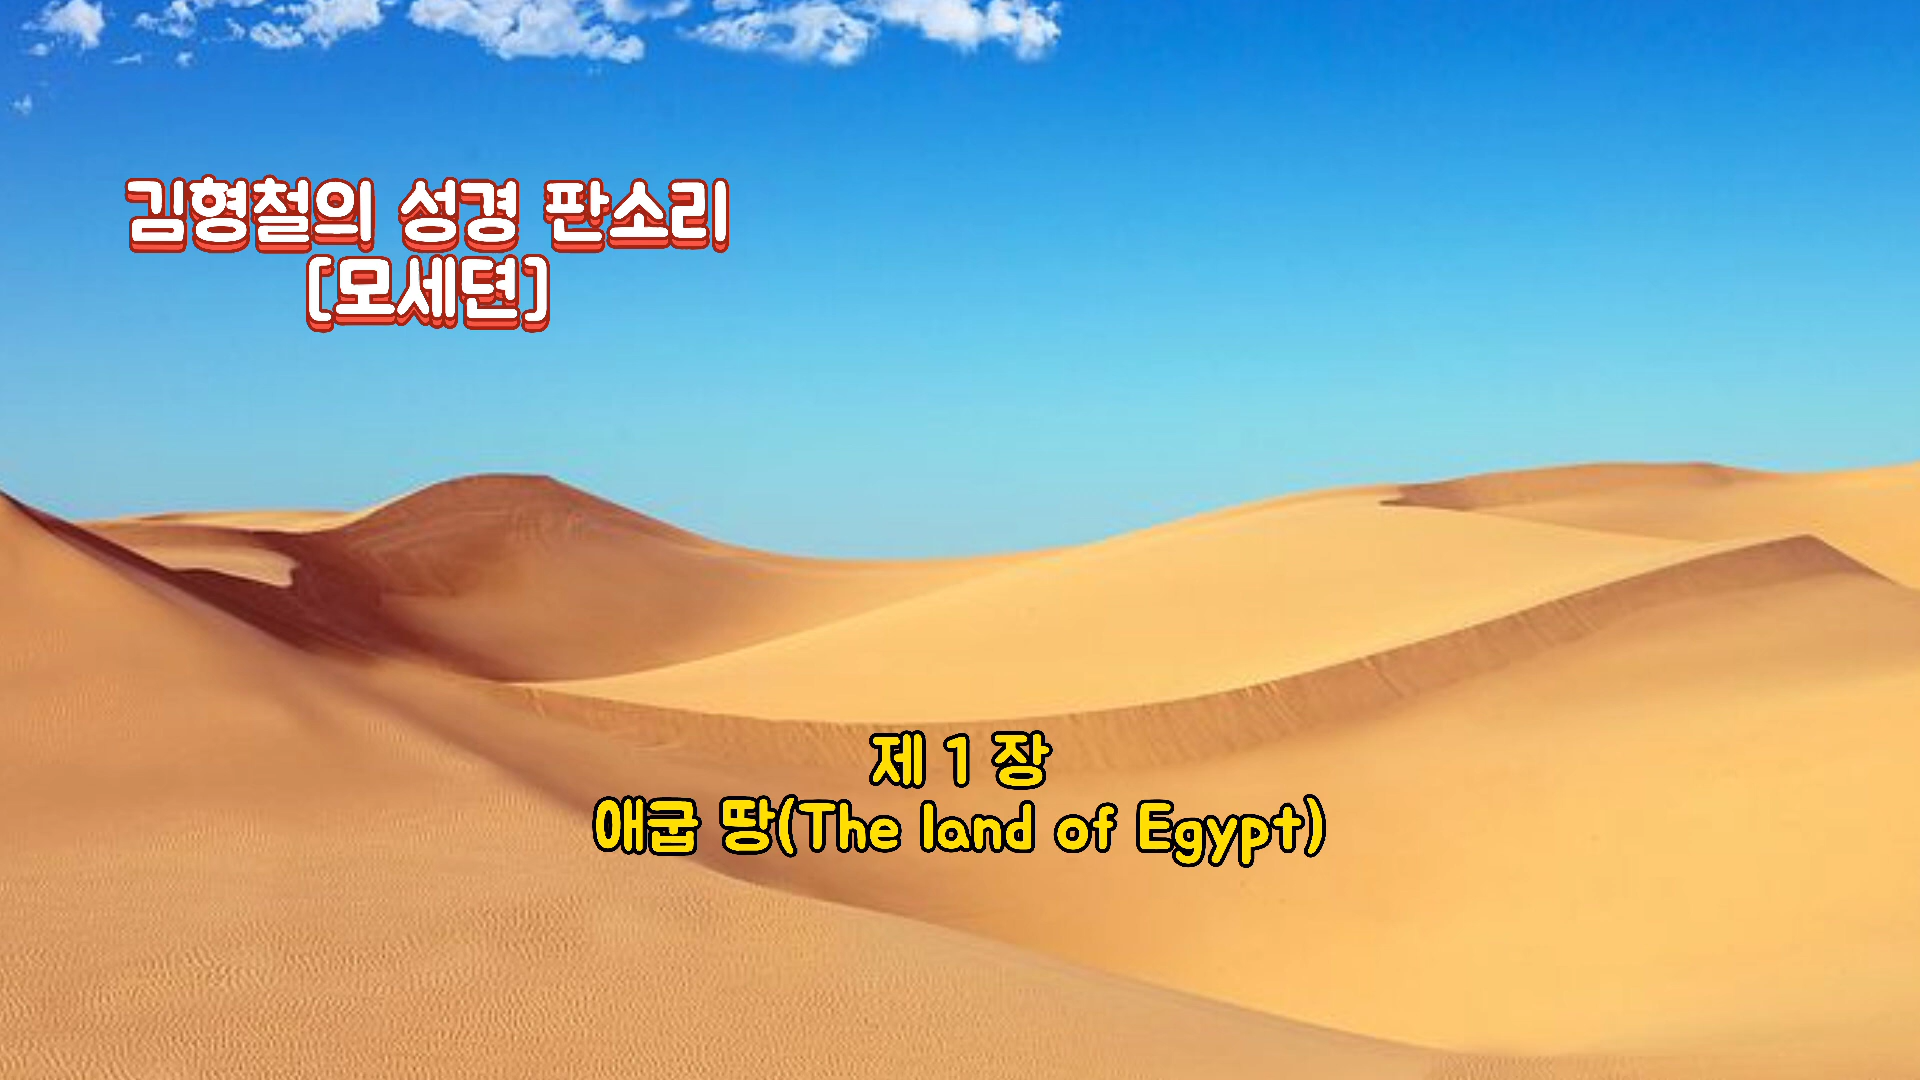 김형철의 성경 판소리
[모세뎐]
제 1 장
애굽 땅(The land of Egypt)